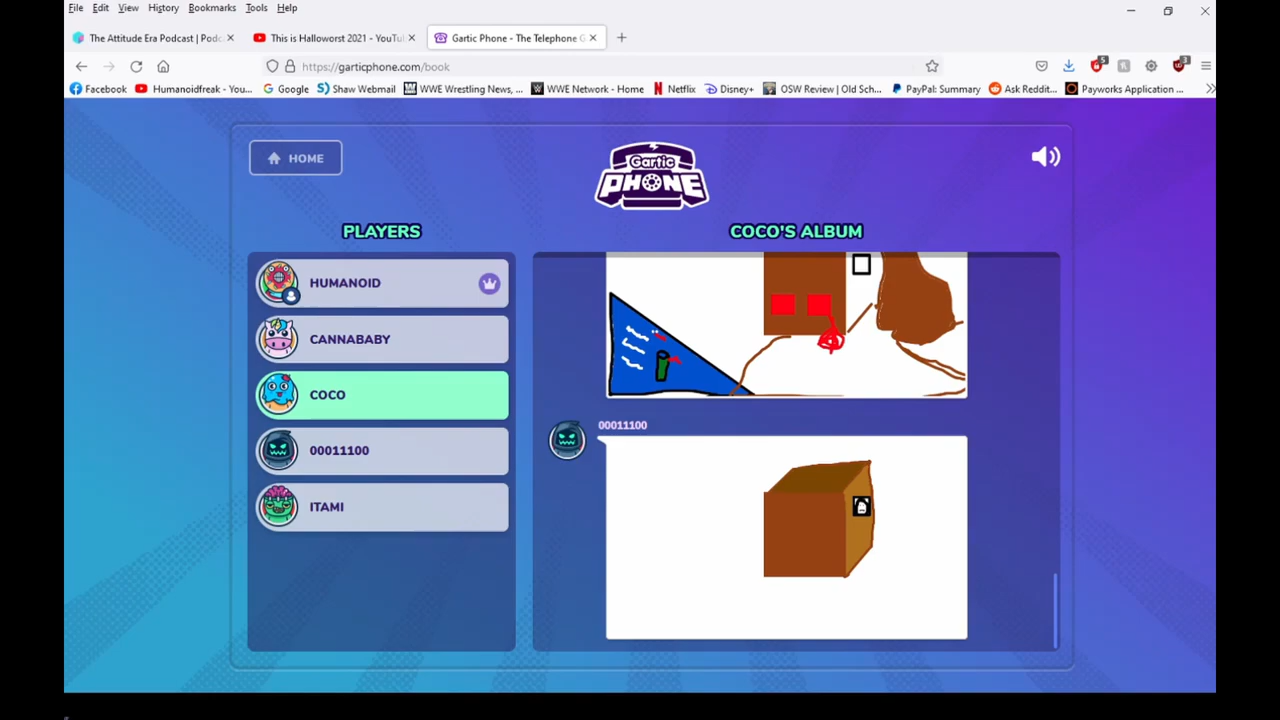 File Edit View History Bookmarks Tools Help
The Attitude Era Podcast | Podc
This is Halloworst 2021 - YouTu
Gartic Phone - The Telephone G
https://garticphone.com/book
Facebook
Humanoidfreak - You...
Google
Shaw Webmail
WWE Wrestling News, ...
WWE Network - Home
Netflix
Disney+
OSW Review | Old Sch...
PayPal: Summary
Ask Reddit...
Payworks Application ...
HOME
Gartic
PHONE
PLAYERS
COCO'S ALBUM
HUMANOID
CANNABABY
COCO
00011100
ITAMI
00011100